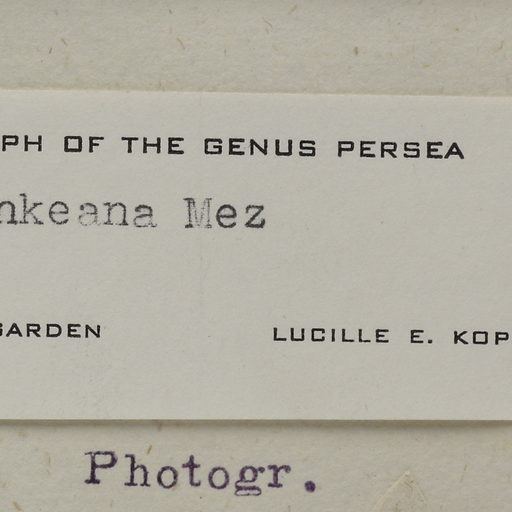 PH OF THE GENUS PERSEA
nkeana Mez
GARDEN LUCILLE E. KOP
Photogr.